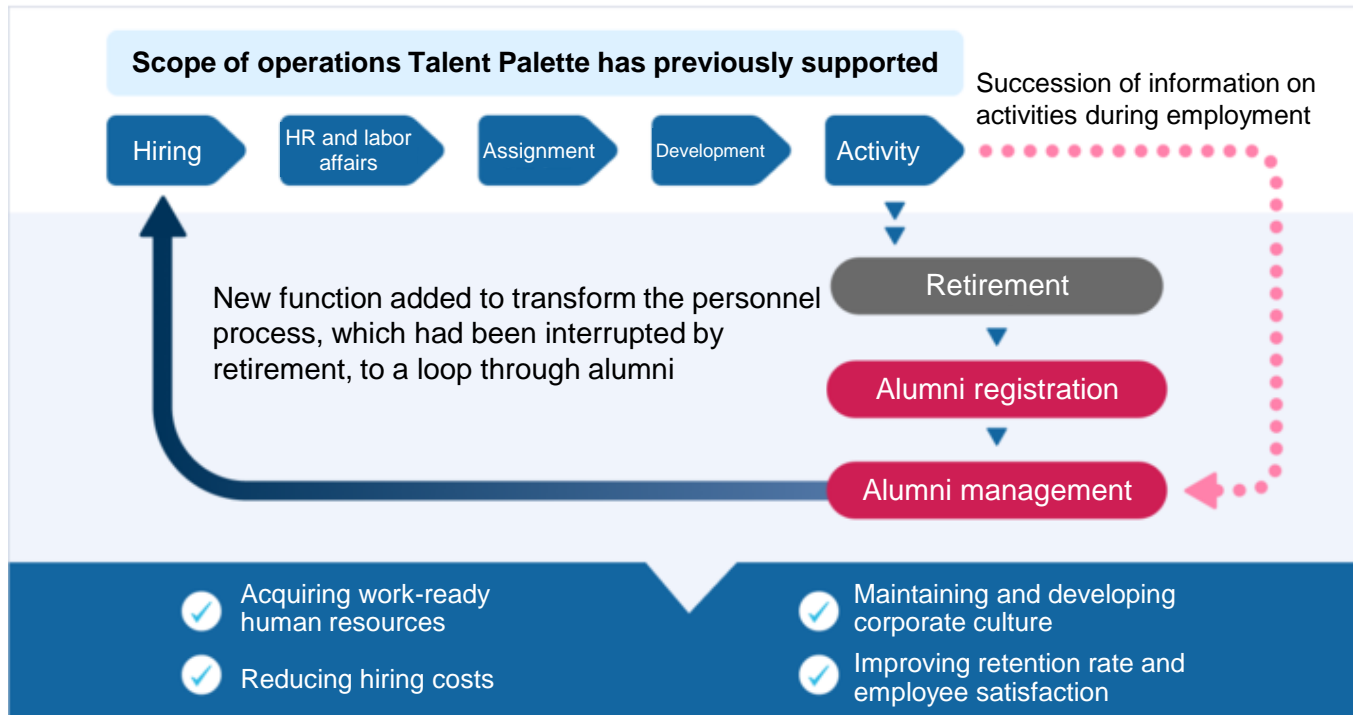 Scope of operations Talent Palette has previously supported
Succession of information on
activities during employment
Hiring
HR and labor
affairs
Assignment
Development
Activity
Retirement
New function added to transform the personnel
process, which had been interrupted by
retirement, to a loop through alumni
Alumni registration
Alumni management
Acquiring work-ready
human resources
Reducing hiring costs
Maintaining and developing
corporate culture
Improving retention rate and
employee satisfaction